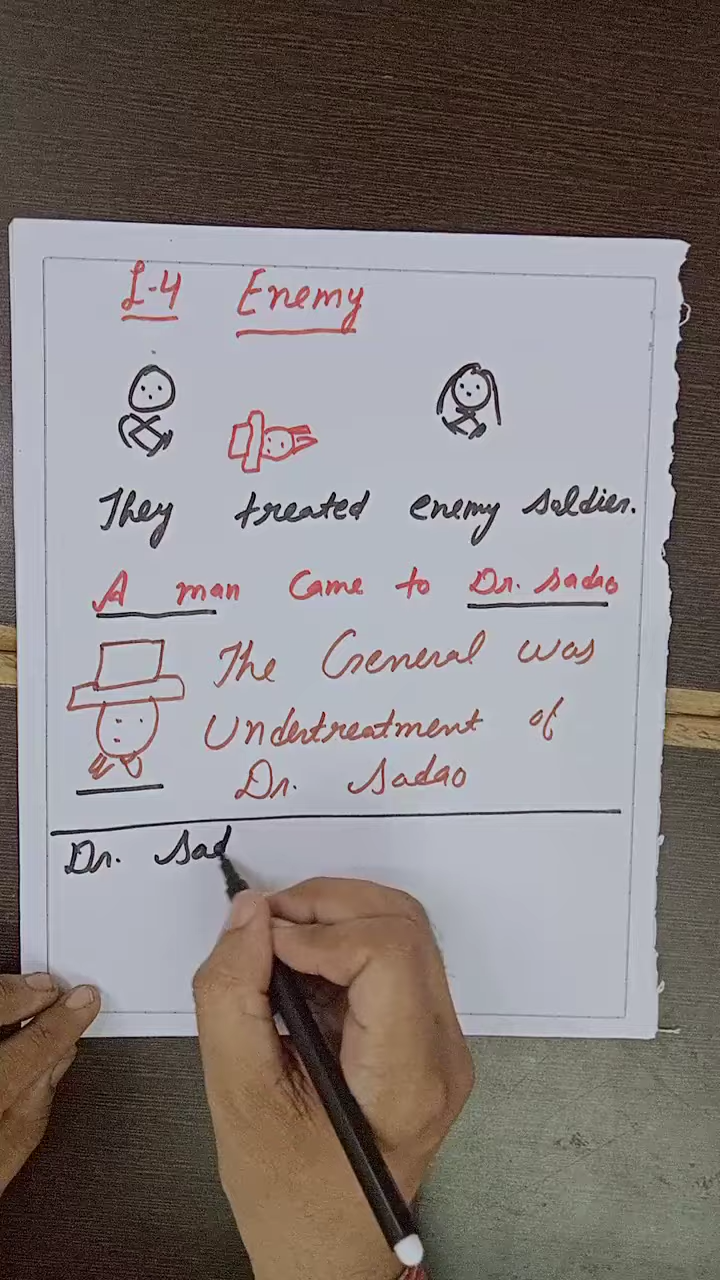 L-4 Enemy
They treated enemy soldier.
A man came to Dr. Sadao
The General was
Undertreatment of
Dr. Sadao
Dr. Sad